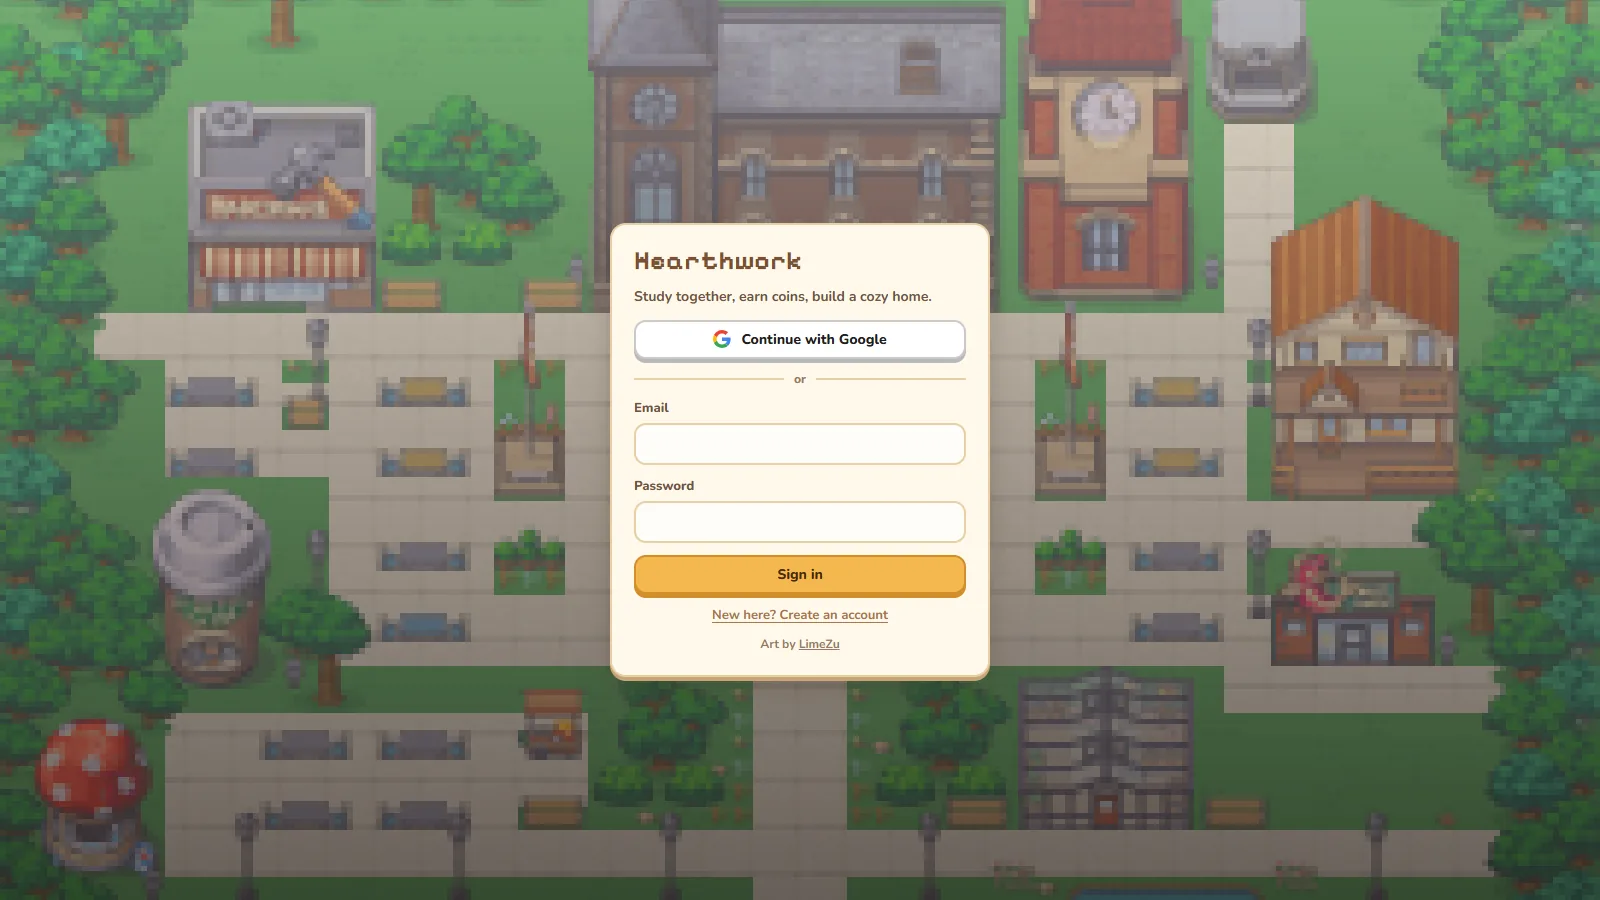 Hearthwork
Study together, earn coins, build a cozy home.
Continue with Google
or
Email
Password
Sign in
New here? Create an account
Art by LimeZu